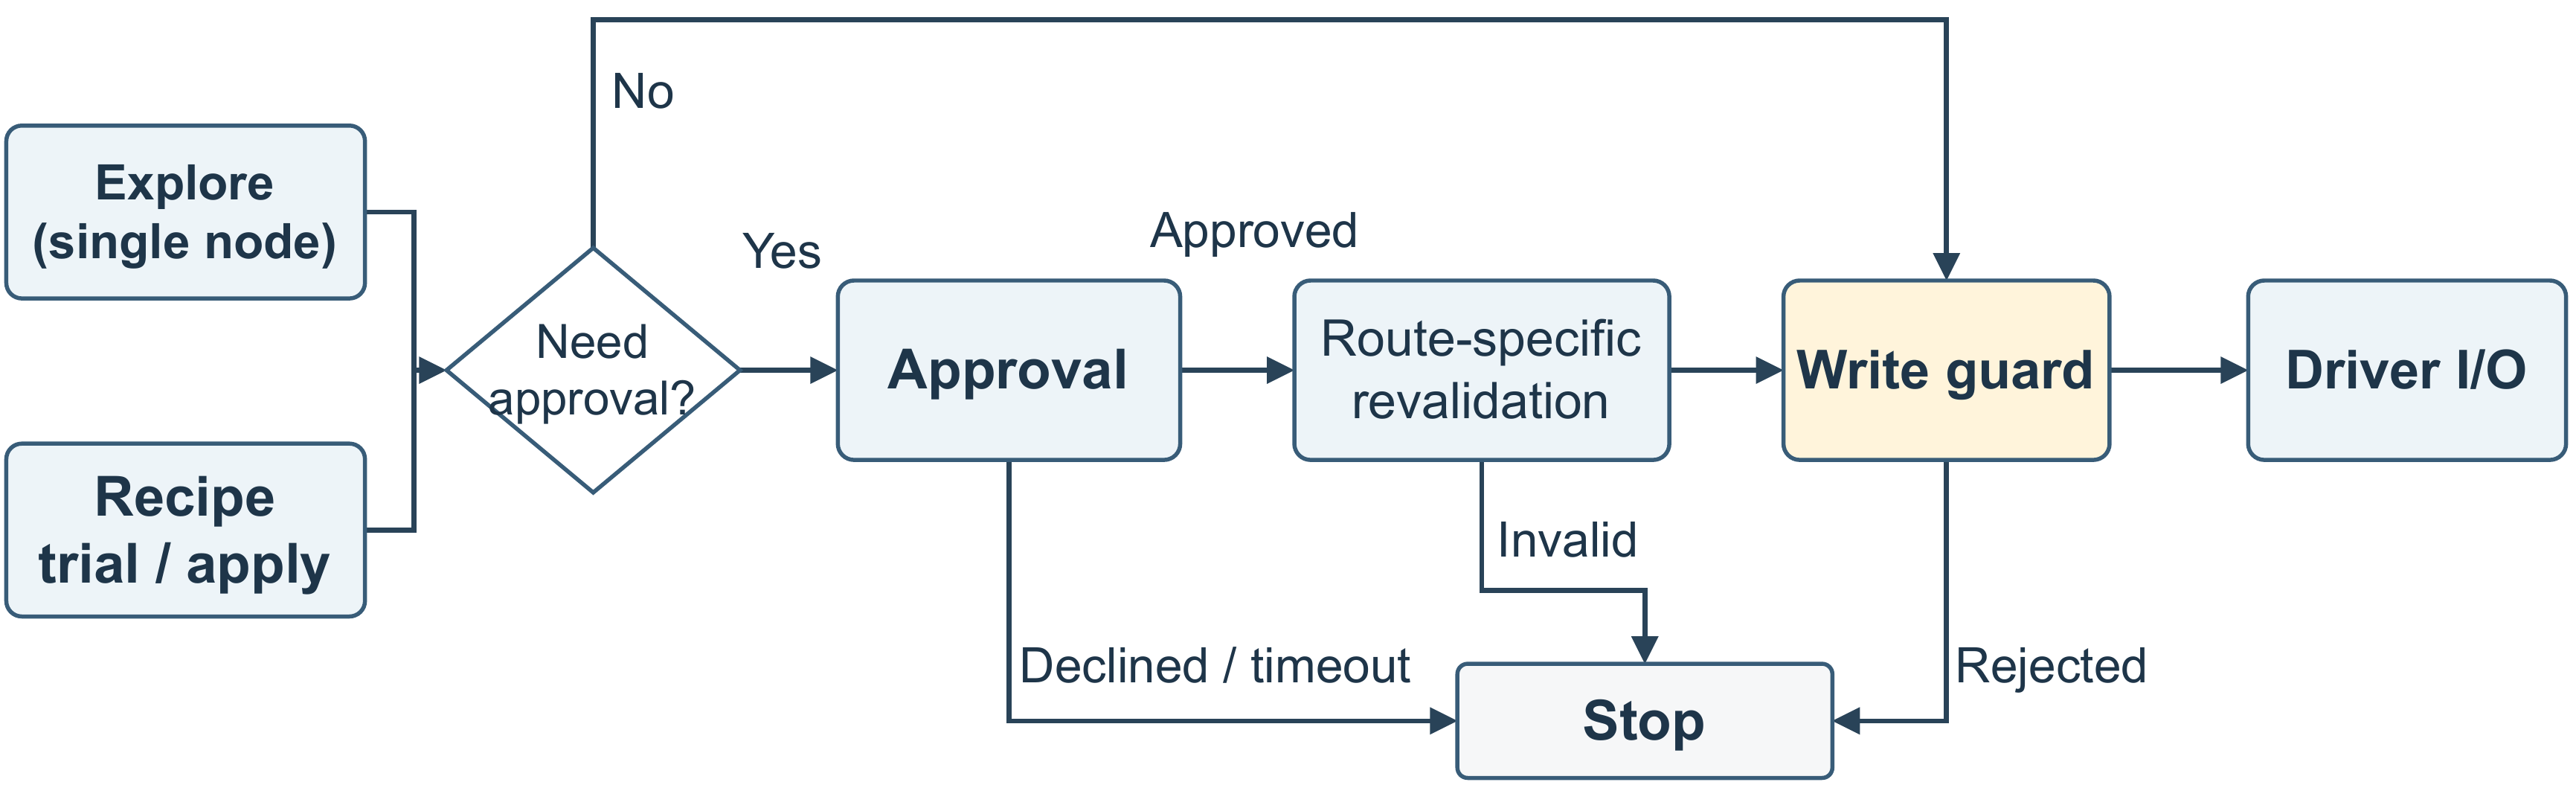 No
Explore
(single node)
Yes
Approved
Need
approval?
Approval
Route-specific
revalidation
Write guard
Driver I/O
Recipe
trial / apply
Invalid
Declined / timeout
Rejected
Stop